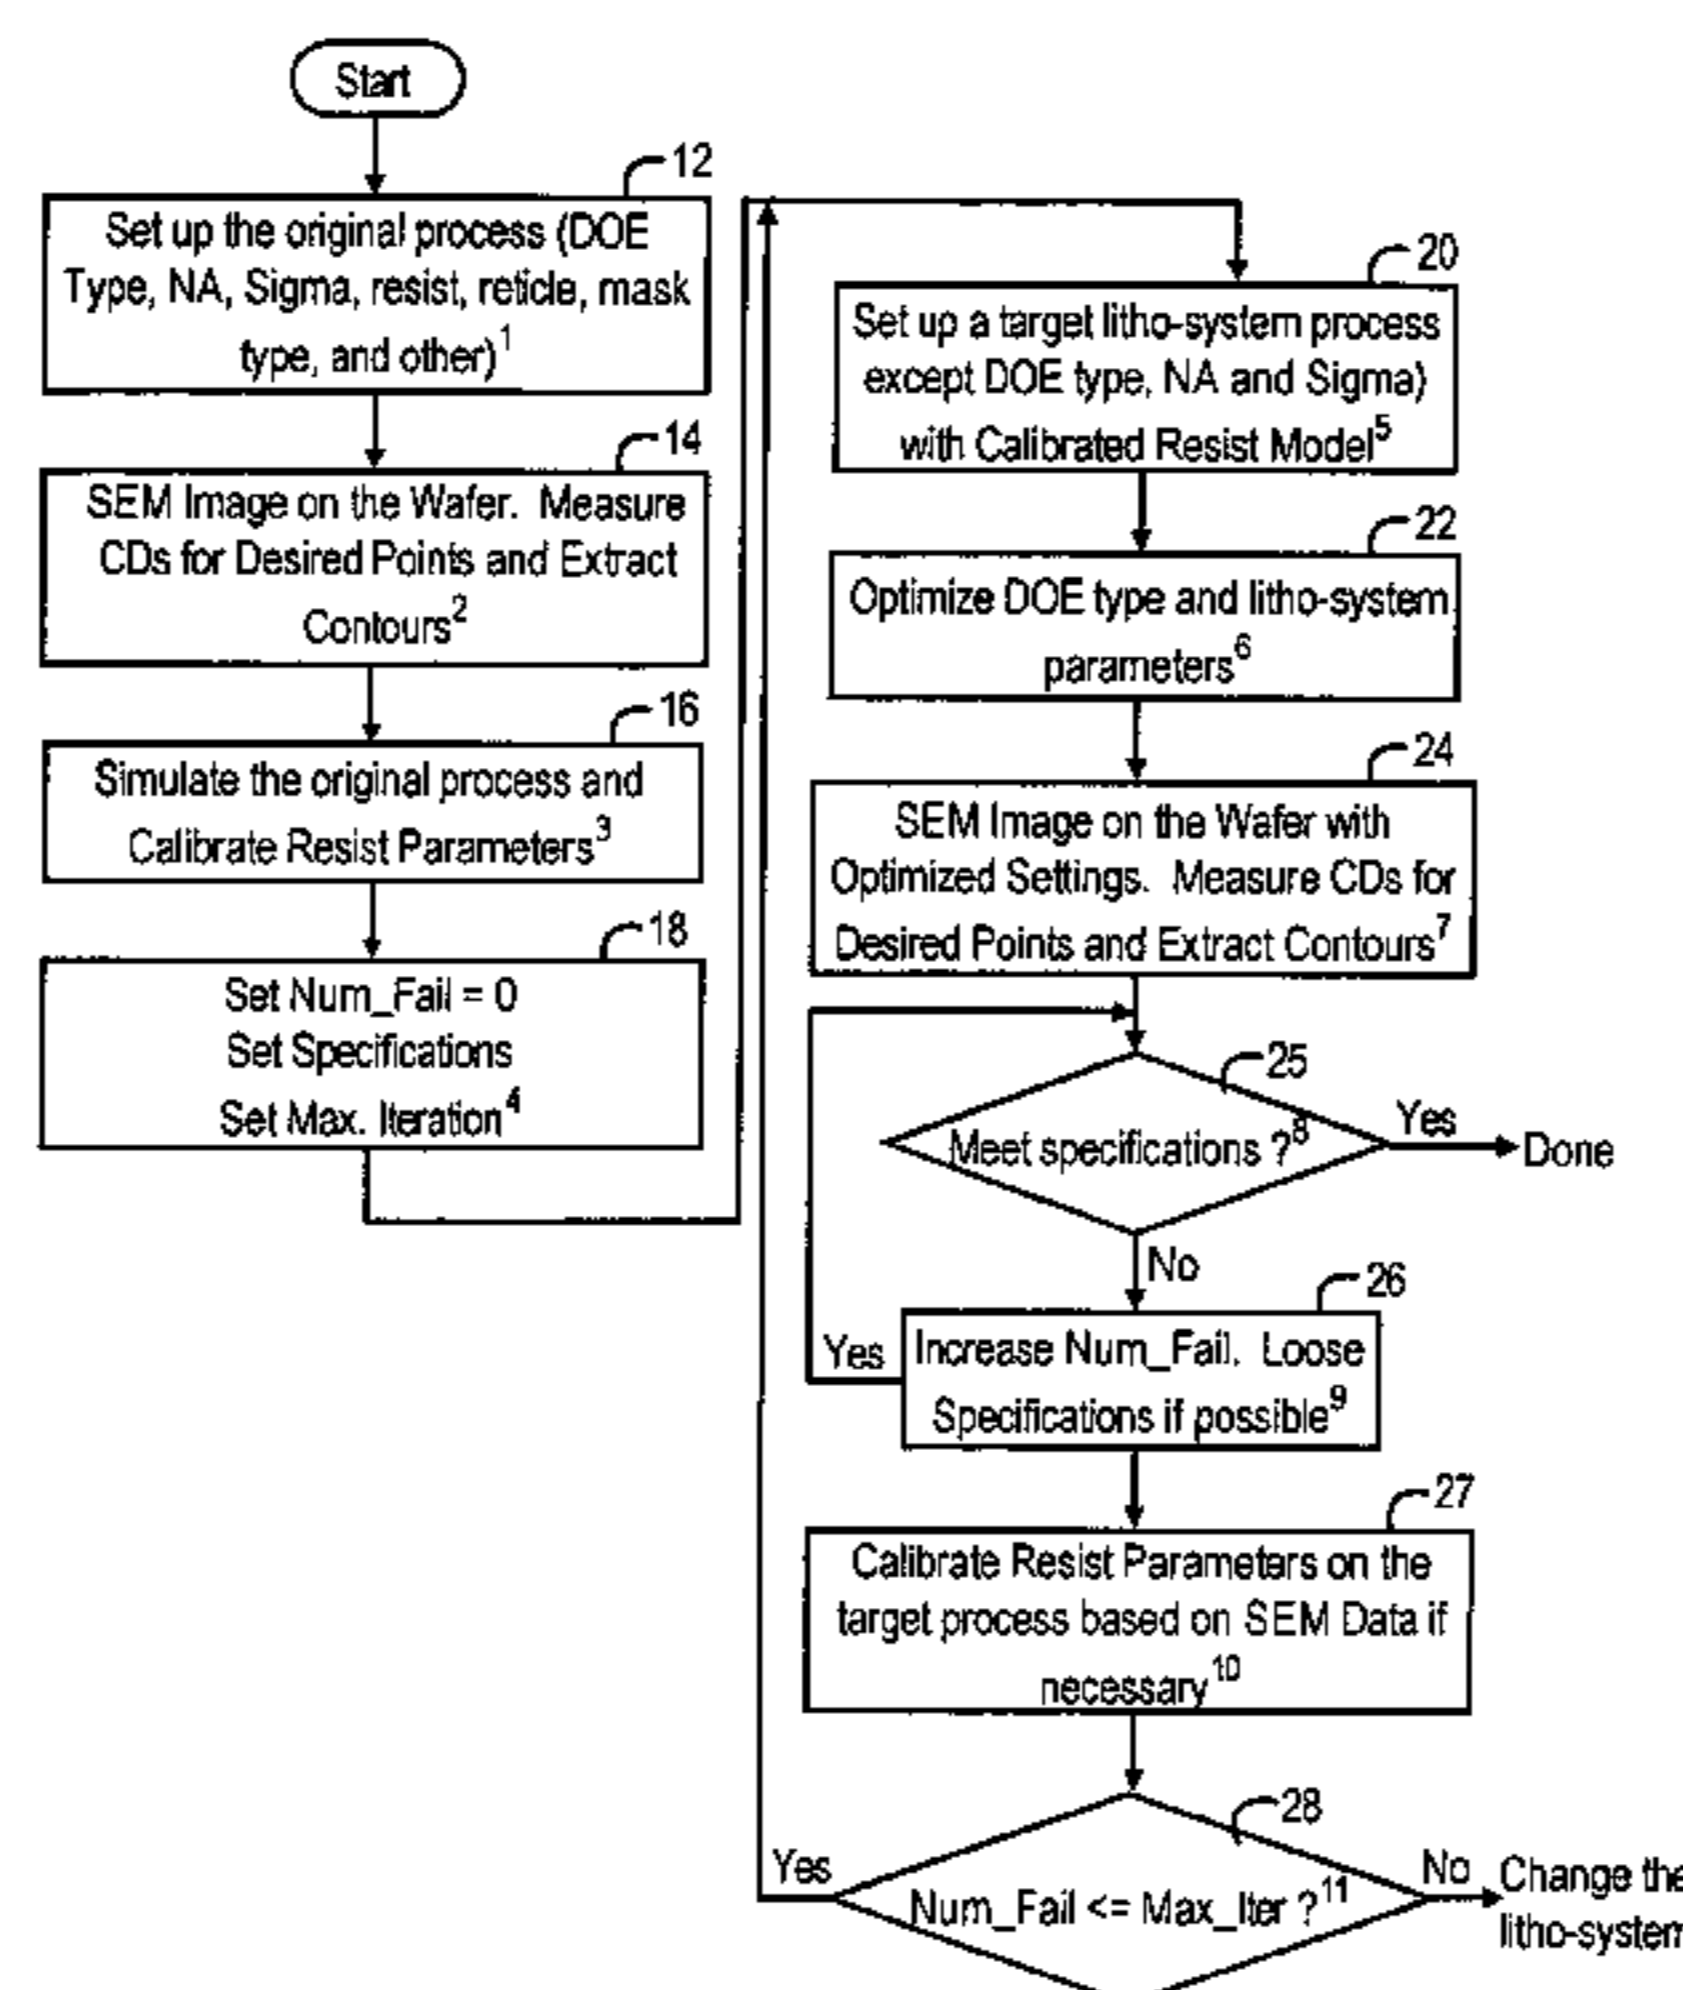 Start
12
Set up the original process (DOE
Type, NA, Sigma, resist, reticle, mask
type, and other)1
14
SEM Image on the Wafer. Measure
CDs for Desired Points and Extract
Contours2
16
Simulate the original process and
Calibrate Resist Parameters3
18
Set Num_Fail = 0
Set Specifications
Set Max. Iteration4
20
Set up a target litho-system process
except DOE type, NA and Sigma)
with Calibrated Resist Model5
22
Optimize DOE type and litho-system
parameters6
24
SEM Image on the Wafer with
Optimized Settings. Measure CDs for
Desired Points and Extract Contours7
25
Meet specifications ?8
Yes
Done
No
26
Yes
Increase Num_Fail. Loose
Specifications if possible9
27
Calibrate Resist Parameters on the
target process based on SEM Data if
necessary10
28
Yes
Num_Fail <= Max_Iter ?11
No
Change the
litho-system